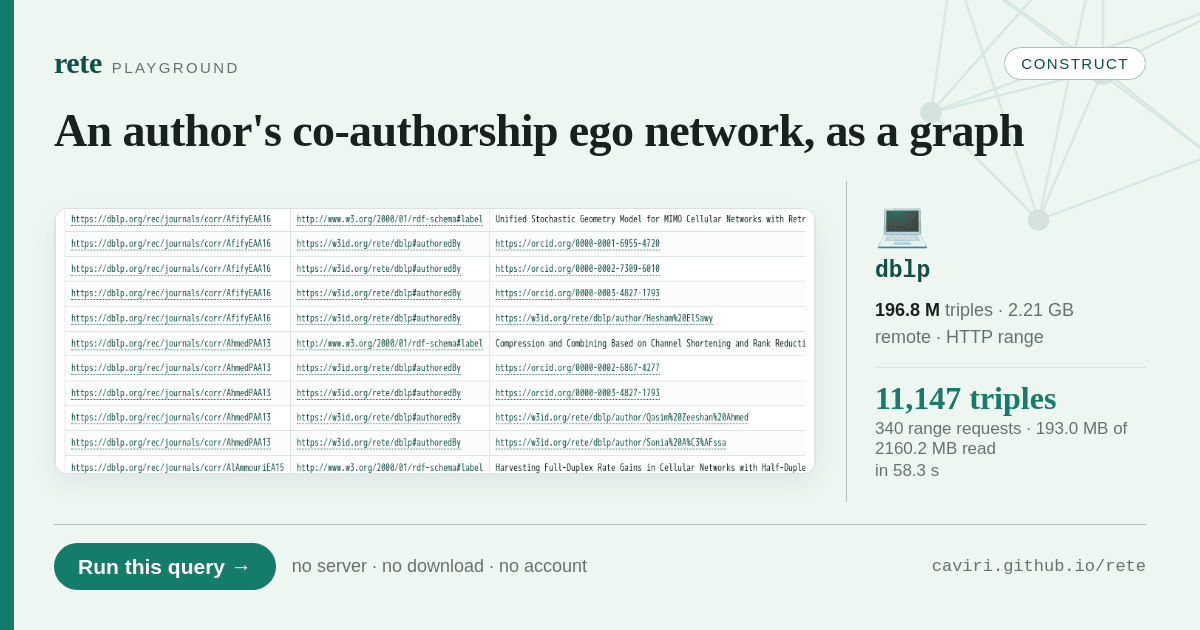 rete PLAYGROUND
CONSTRUCT
An author's co-authorship ego network, as a graph
https://dblp.org/rec/journals/corr/AfifyEAA16 http://www.w3.org/2000/01/rdf-schema#label Unified Stochastic Geometry Model for MIMO Cellular Networks with Retr
https://dblp.org/rec/journals/corr/AfifyEAA16 https://w3id.org/rete/dblp#authoredBy https://orcid.org/0000-0001-6955-4720
https://dblp.org/rec/journals/corr/AfifyEAA16 https://w3id.org/rete/dblp#authoredBy https://orcid.org/0000-0002-7309-6010
https://dblp.org/rec/journals/corr/AfifyEAA16 https://w3id.org/rete/dblp#authoredBy https://orcid.org/0000-0003-4827-1793
https://dblp.org/rec/journals/corr/AfifyEAA16 https://w3id.org/rete/dblp#authoredBy https://w3id.org/rete/dblp/author/Hesham%20ElSawy
https://dblp.org/rec/journals/corr/AhmedPAA13 http://www.w3.org/2000/01/rdf-schema#label Compression and Combining Based on Channel Shortening and Rank Reducti
https://dblp.org/rec/journals/corr/AhmedPAA13 https://w3id.org/rete/dblp#authoredBy https://orcid.org/0000-0002-6867-4277
https://dblp.org/rec/journals/corr/AhmedPAA13 https://w3id.org/rete/dblp#authoredBy https://orcid.org/0000-0003-4827-1793
https://dblp.org/rec/journals/corr/AhmedPAA13 https://w3id.org/rete/dblp#authoredBy https://w3id.org/rete/dblp/author/Qasim%20Zeeshan%20Ahmed
https://dblp.org/rec/journals/corr/AhmedPAA13 https://w3id.org/rete/dblp#authoredBy https://w3id.org/rete/dblp/author/Sonia%20A%C3%AFssa
https://dblp.org/rec/journals/corr/AlAmmouriEA15 http://www.w3.org/2000/01/rdf-schema#label Harvesting Full-Duplex Rate Gains in Cellular Networks with Half-Duple
dblp
196.8 M triples · 2.21 GB
remote · HTTP range
11,147 triples
340 range requests · 193.0 MB of
2160.2 MB read
in 58.3 s
Run this query →
no server · no download · no account
caviri.github.io/rete